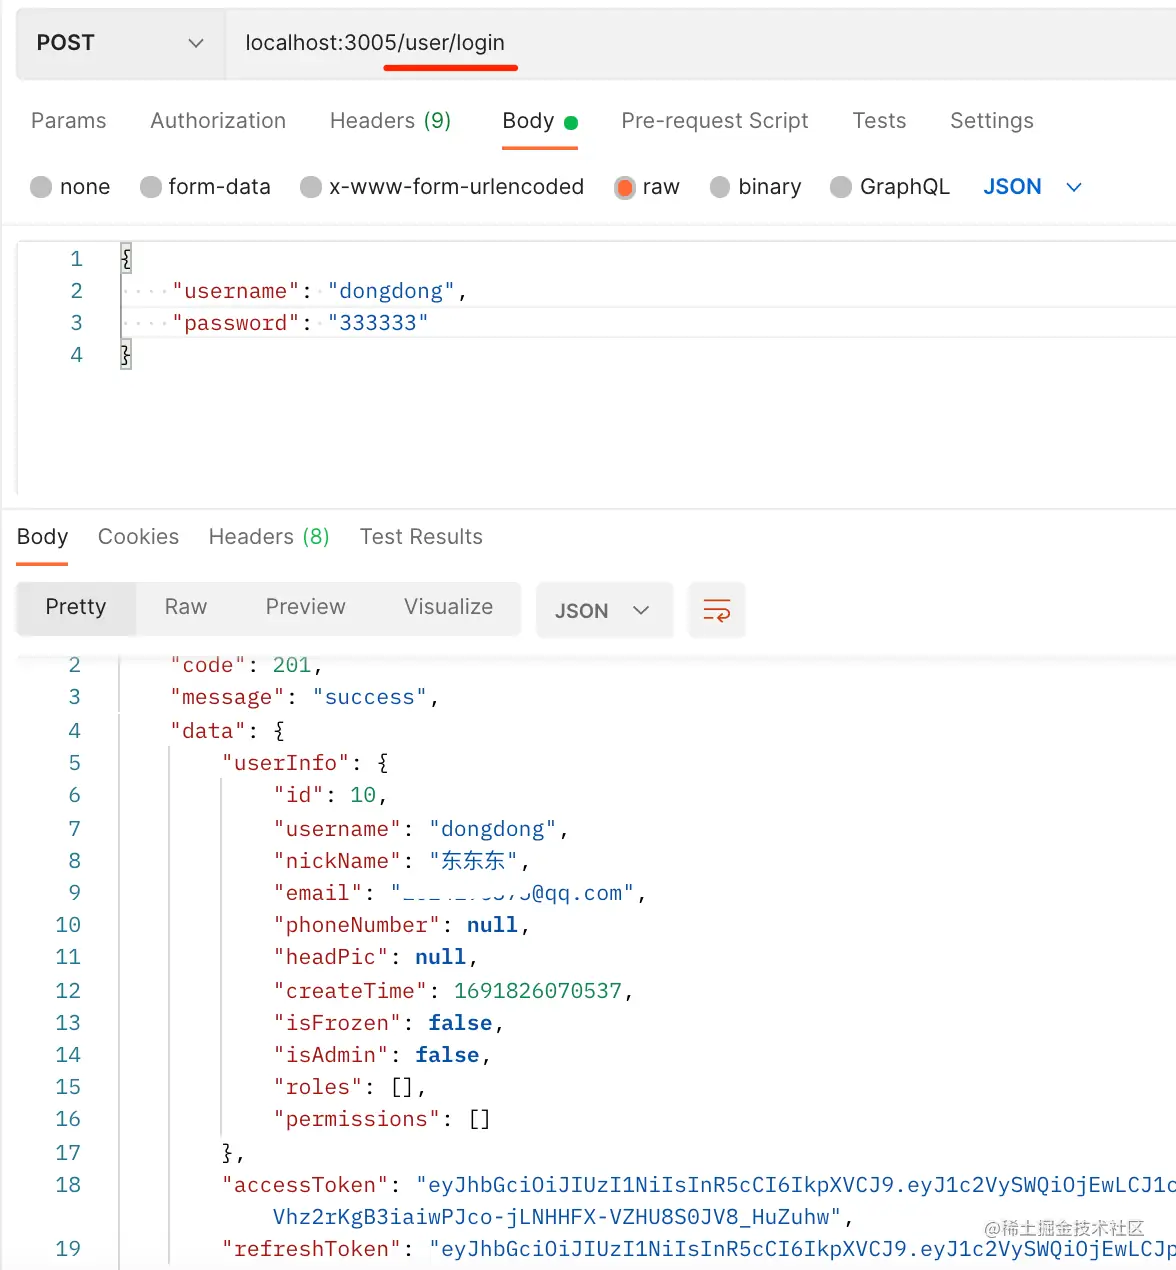 POST localhost:3005/user/login
Params Authorization Headers (9) Body Pre-request Script Tests Settings
none form-data x-www-form-urlencoded raw binary GraphQL JSON
1 {
2 "username": "dongdong",
3 "password": "333333"
4 }
Body Cookies Headers (8) Test Results
Pretty Raw Preview Visualize JSON
2 "code": 201,
3 "message": "success",
4 "data": {
5 "userInfo": {
6 "id": 10,
7 "username": "dongdong",
8 "nickName": "东东东",
9 "email": "@qq.com",
10 "phoneNumber": null,
11 "headPic": null,
12 "createTime": 1691826070537,
13 "isFrozen": false,
14 "isAdmin": false,
15 "roles": [],
16 "permissions": []
17 },
18 "accessToken": "eyJhbGciOiJIUzI1NiIsInR5cCI6IkpXVCJ9.eyJ1c2VySWQiOjEwLCJ1c
Vhz2rKgB3iaiwPJco-jLNHHFX-VZHU8S0JV8_HuZuhw",
19 "refreshToken": "eyJhbGciOiJIUzI1NiIsInR5cCI6IkpXVCJ9.eyJ1c2VySWQiOjEwLCJp
@稀土掘金技术社区